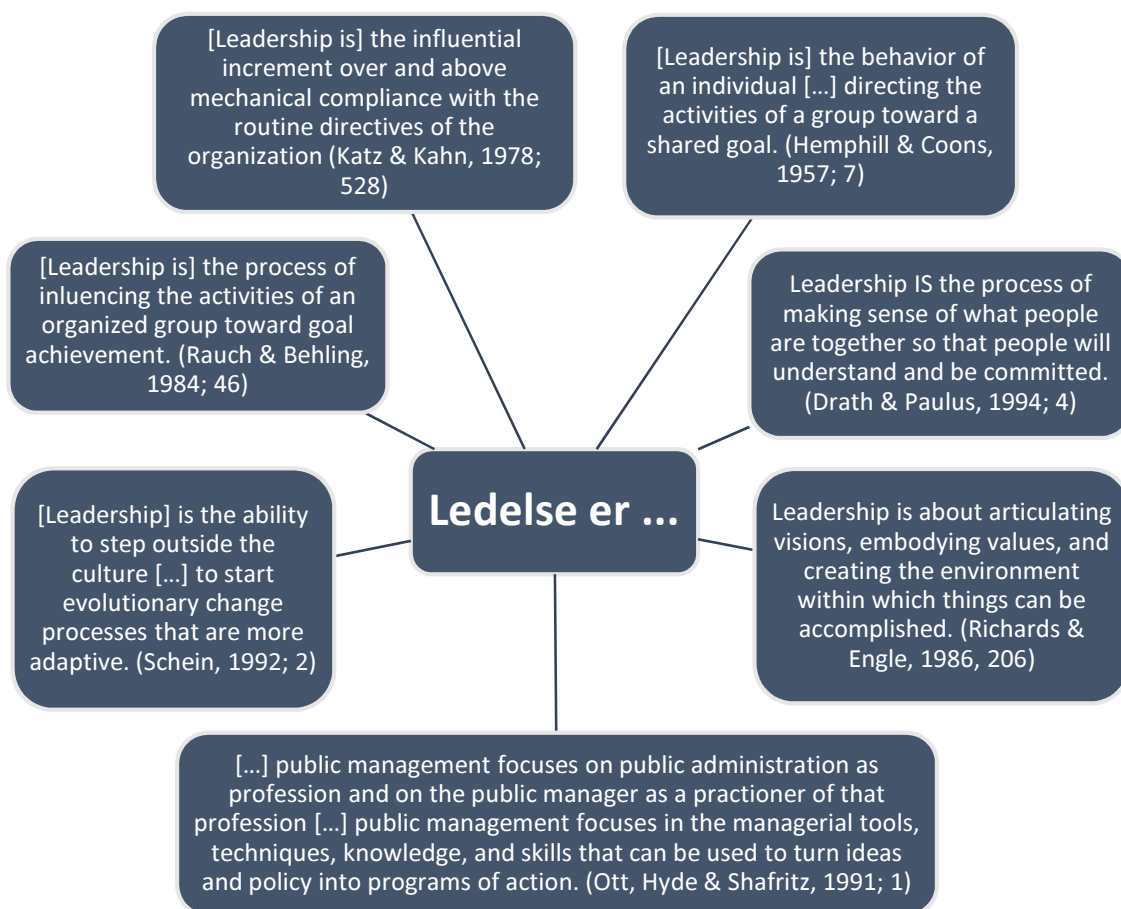 [Leadership is] the influential
increment over and above
mechanical compliance with the
routine directives of the
organization (Katz & Kahn, 1978;
528)
[Leadership is] the behavior of
an individual […] directing the
activities of a group toward a
shared goal. (Hemphill & Coons,
1957; 7)
[Leadership is] the process of
inluencing the activities of an
organized group toward goal
achievement. (Rauch & Behling,
1984; 46)
Leadership IS the process of
making sense of what people
are together so that people will
understand and be committed.
(Drath & Paulus, 1994; 4)
Ledelse er ...
[Leadership] is the ability
to step outside the
culture […] to start
evolutionary change
processes that are more
adaptive. (Schein, 1992; 2)
Leadership is about articulating
visions, embodying values, and
creating the environment
within which things can be
accomplished. (Richards &
Engle, 1986, 206)
[…] public management focuses on public administration as
profession and on the public manager as a practioner of that
profession […] public management focuses in the managerial tools,
techniques, knowledge, and skills that can be used to turn ideas
and policy into programs of action. (Ott, Hyde & Shafritz, 1991; 1)